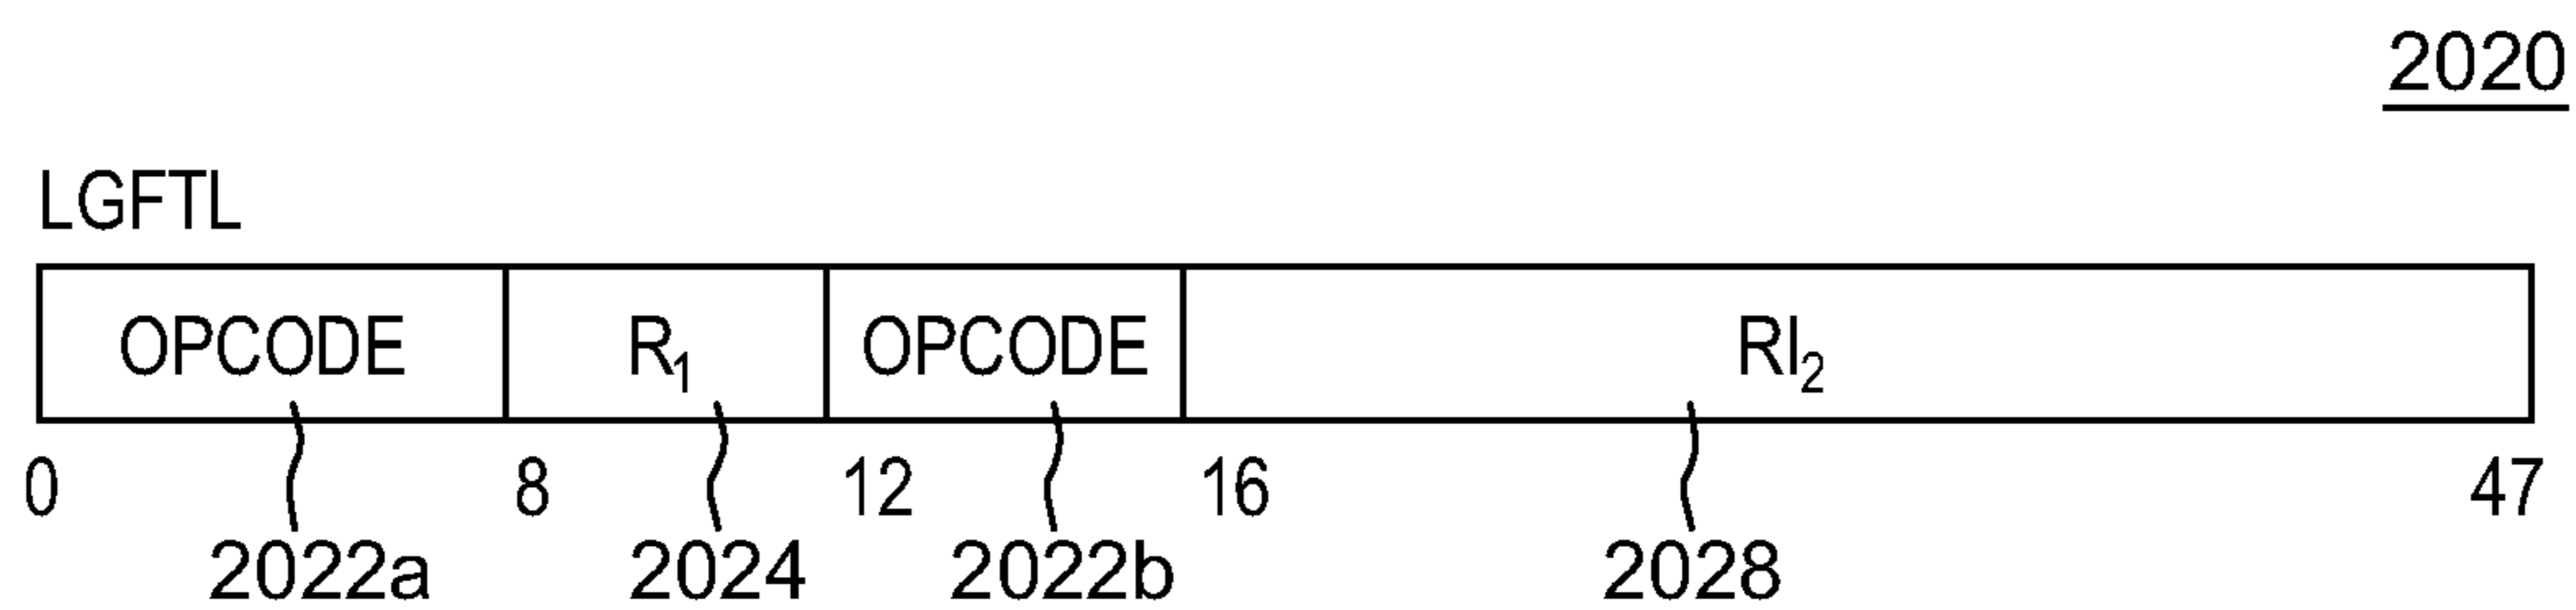 2020
LGFTL
OPCODE R₁ OPCODE RI₂
0 8 12 16 47
2022a 2024 2022b 2028